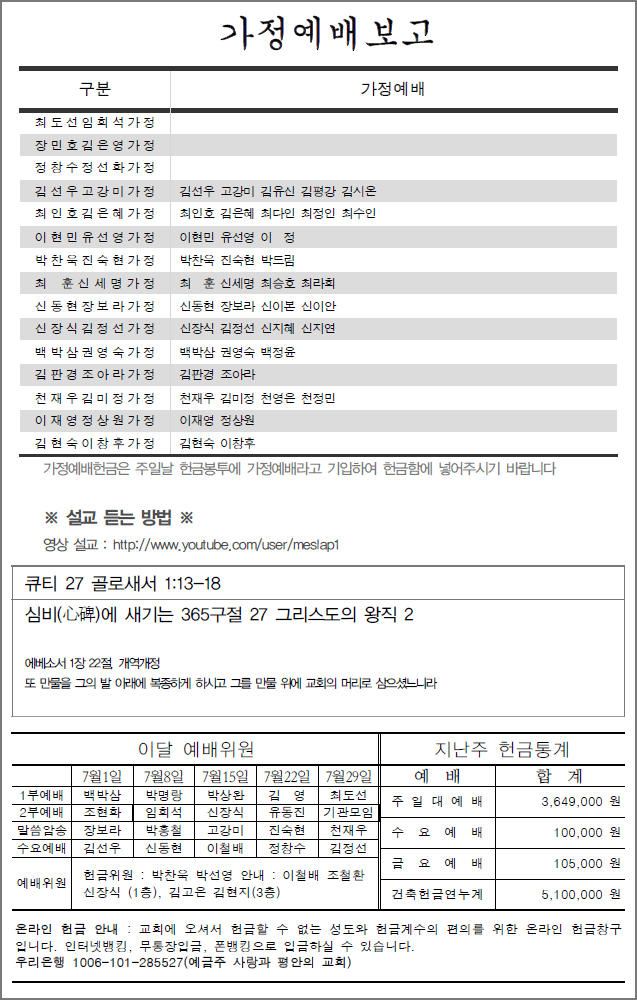 가정예배보고
구분 가정예배
최도선임회석가정
장민호김은영가정
정창수정선화가정
김선우고강미가정 김선우 고강미 김유신 김평강 김시온
최인호김은혜가정 최인호 김은혜 최다인 최정인 최수인
이현민유선영가정 이현민 유선영 이 정
박찬욱진숙현가정 박찬욱 진숙현 박드림
최 훈신세명가정 최 훈 신세명 최승호 최라희
신동현장보라가정 신동현 장보라 신이본 신이안
신장식김정선가정 신장식 김정선 신지혜 신지연
백박삼권영숙가정 백박삼 권영숙 백정윤
김판경조아라가정 김판경 조아라
천재우김미정가정 천재우 김미정 천영은 천정민
이재영정상원가정 이재영 정상원
김현숙이창후가정 김현숙 이창후
가정예배헌금은 주일날 헌금봉투에 가정예배라고 기입하여 헌금함에 넣어주시기 바랍니다
※ 설교 듣는 방법 ※
영상 설교 : http://www.youtube.com/user/meslap1
큐티 27 골로새서 1:13-18
심비(心碑)에 새기는 365구절 27 그리스도의 왕직 2
에베소서 1장 22절, 개역개정
또 만물을 그의 발 아래에 복종하게 하시고 그를 만물 위에 교회의 머리로 삼으셨느니라
이달 예배위원
7월1일 7월8일 7월15일 7월22일 7월29일
1부예배 백박삼 박명랑 박상완 김 영 최도선
2부예배 조현화 임회석 신장식 유동진 기관모임
말씀암송 장보라 박홍철 고강미 진숙현 천재우
수요예배 김선우 신동현 이철배 정창수 김정선
예배위원 헌금위원 : 박찬욱 박선영 안내 : 이철배 조철환
신장식 (1층), 김고은 김현지(3층)
지난주 헌금통계
예 배 합 계
주일대예배 3,649,000 원
수 요 예 배 100,000 원
금 요 예 배 105,000 원
건축헌금연누계 5,100,000 원
온라인 헌금 안내 : 교회에 오셔서 헌금할 수 없는 성도와 헌금계수의 편의를 위한 온라인 헌금창구
입니다. 인터넷뱅킹, 무통장입금, 폰뱅킹으로 입금하실 수 있습니다.
우리은행 1006-101-285527(예금주 사랑과 평안의 교회)